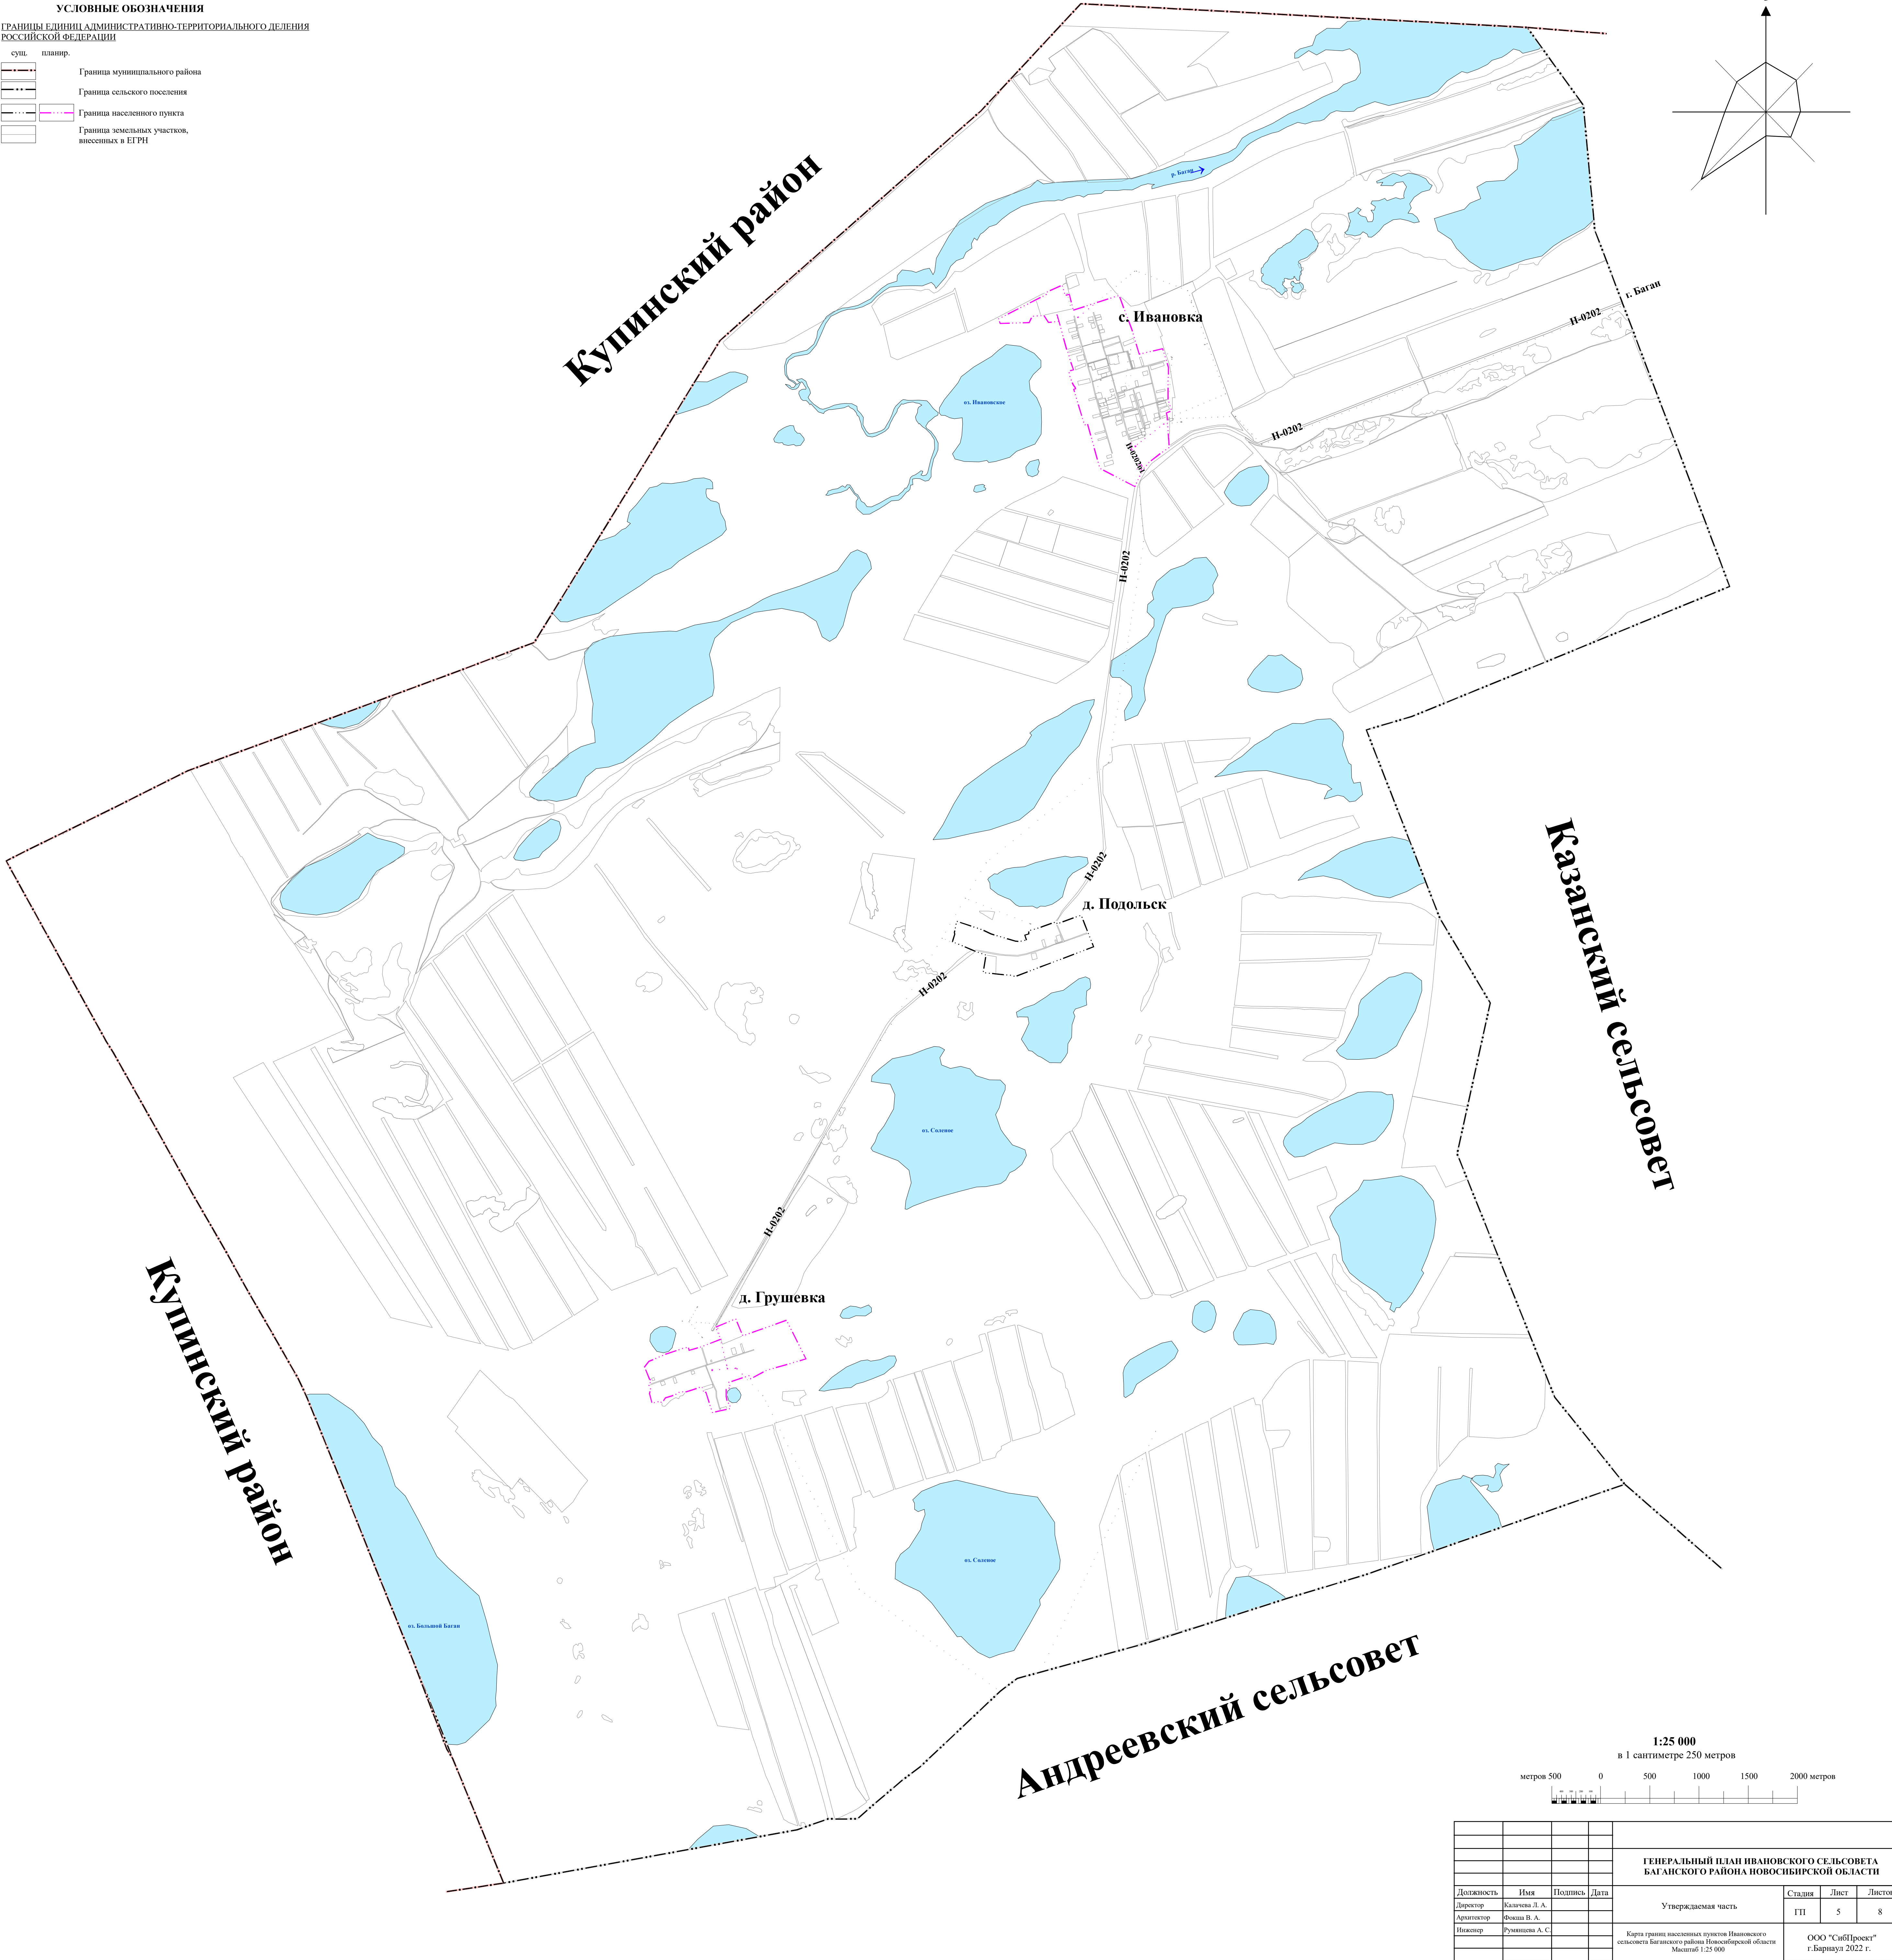 УСЛОВНЫЕ ОБОЗНАЧЕНИЯ
ГРАНИЦЫ ЕДИНИЦ АДМИНИСТРАТИВНО-ТЕРРИТОРИАЛЬНОГО ДЕЛЕНИЯ
РОССИЙСКОЙ ФЕДЕРАЦИИ
сущ. планир.
Граница муниципального района
Граница сельского поселения
Граница населенного пункта
Граница земельных участков,
внесенных в ЕГРН
Купинский район
р. Баган
г. Баган
Н-0202
с. Ивановка
оз. Ивановское
Н-0202
Н-020201
Н-0202
Казанский сельсовет
Н-0202
д. Подольск
Н-0202
оз. Соленое
Н-0202
д. Грушевка
Купинский район
оз. Соленое
оз. Большой Баган
Андреевский сельсовет
1:25 000
в 1 сантиметре 250 метров
метров 500 0 500 1000 1500 2000 метров
ГЕНЕРАЛЬНЫЙ ПЛАН ИВАНОВСКОГО СЕЛЬСОВЕТА
БАГАНСКОГО РАЙОНА НОВОСИБИРСКОЙ ОБЛАСТИ
Должность Имя Подпись Дата
Директор Калачева Л. А.
Архитектор Фокша В. А.
Инженер Румянцева А. С.
Утверждаемая часть
Стадия Лист Листов
ГП 5 8
Карта границ населенных пунктов Ивановского
сельсовета Баганского района Новосибирской области
Масштаб 1:25 000
ООО "СибПроект"
г.Барнаул 2022 г.